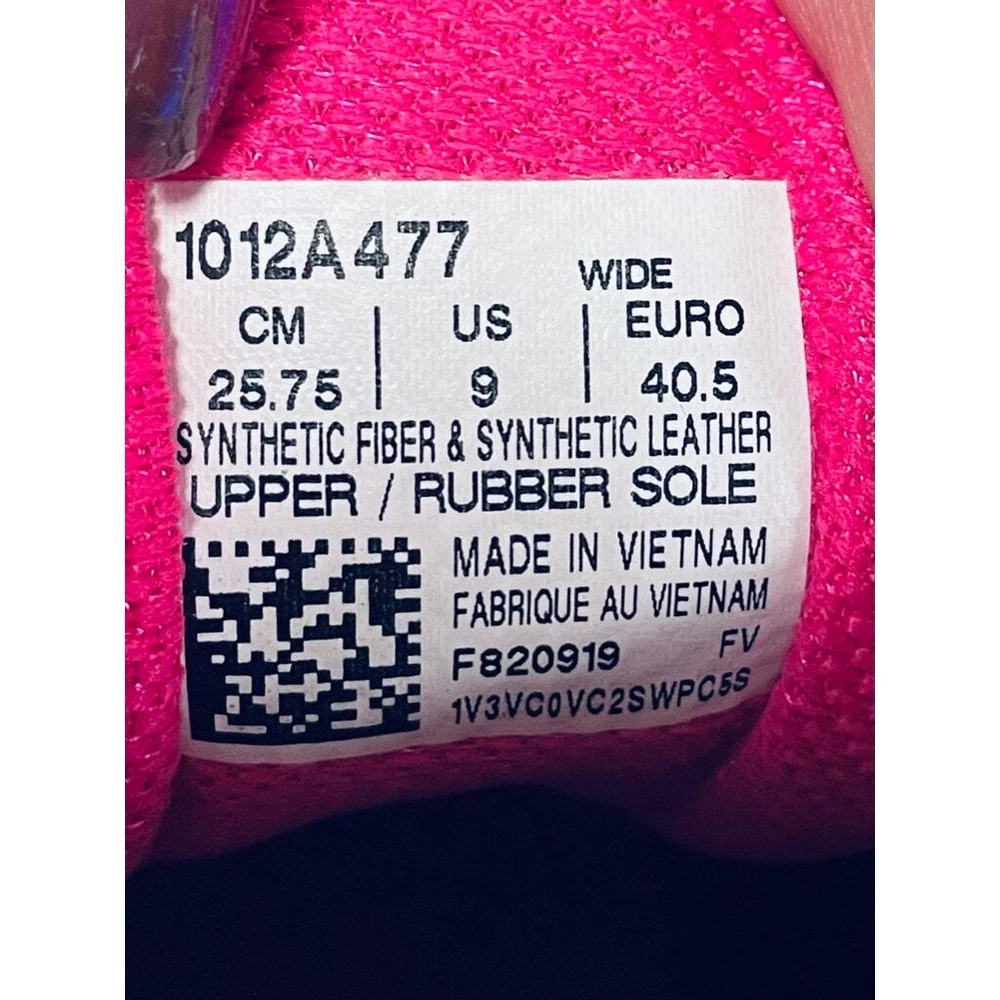 1012A477
WIDE
CM | US | EURO
25.75 | 9 | 40.5
SYNTHETIC FIBER & SYNTHETIC LEATHER
UPPER / RUBBER SOLE
MADE IN VIETNAM
FABRIQUE AU VIETNAM
F820919 FV
1V3VC0VC2SWPC5S